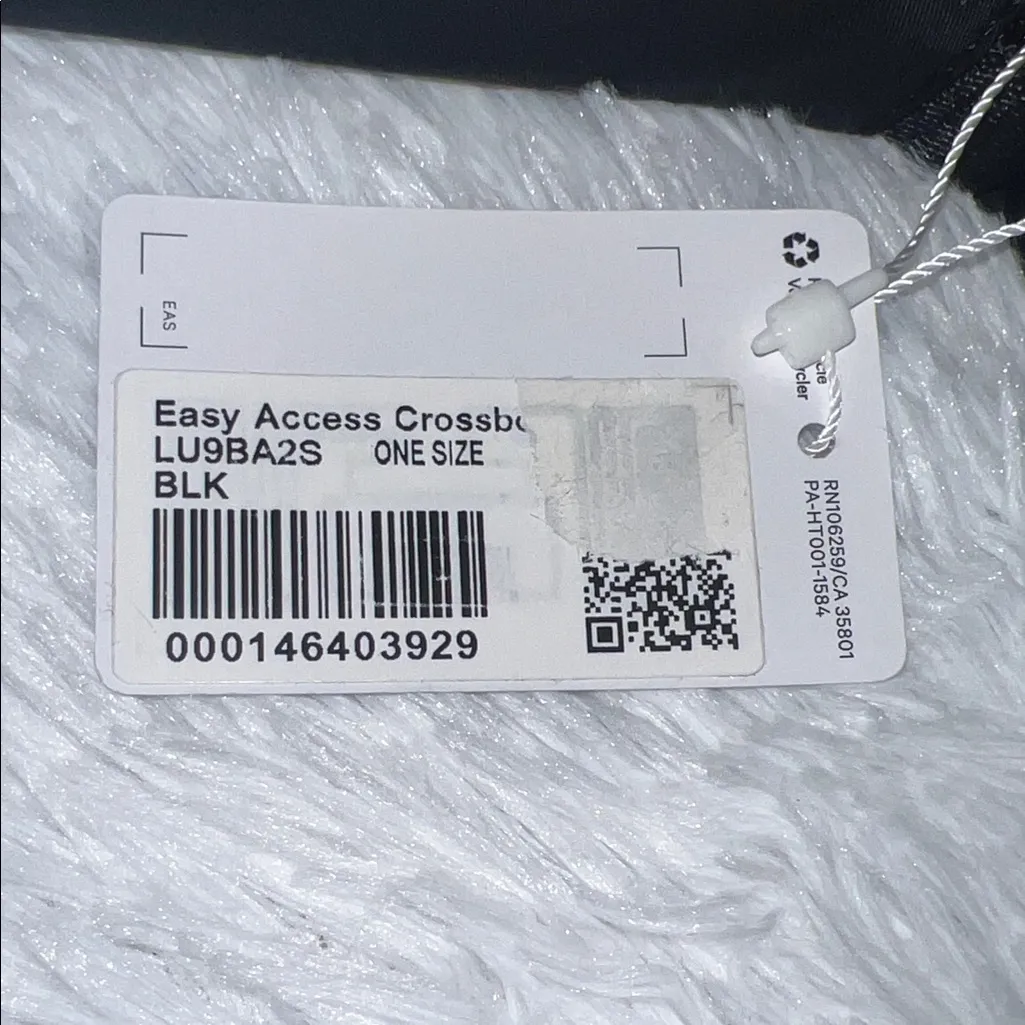 EAS
Easy Access Crossbo
LU9BA2S ONE SIZE
BLK
000146403929
RN106259/CA 35801
PA-HT001-1584